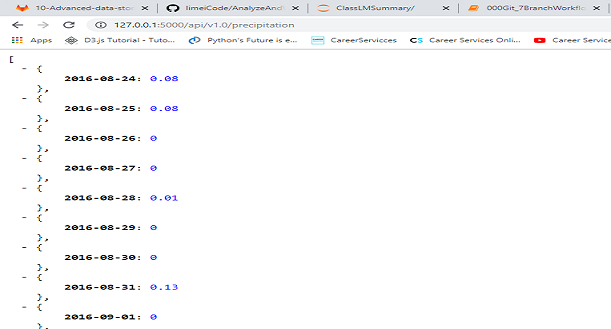 10-Advanced-data-sto
limeiCode/AnalyzeAnd
ClassLMSummary/
000Git_7BranchWorkfl
127.0.0.1:5000/api/v1.0/precipitation
Apps
D3.js Tutorial - Tuto...
Python's Future is e...
CareerServicces
Career Services Onli...
Career Service
[
- {
2016-08-24: 0.08
},
- {
2016-08-25: 0.08
},
- {
2016-08-26: 0
},
- {
2016-08-27: 0
},
- {
2016-08-28: 0.01
},
- {
2016-08-29: 0
},
- {
2016-08-30: 0
},
- {
2016-08-31: 0.13
},
- {
2016-09-01: 0
},